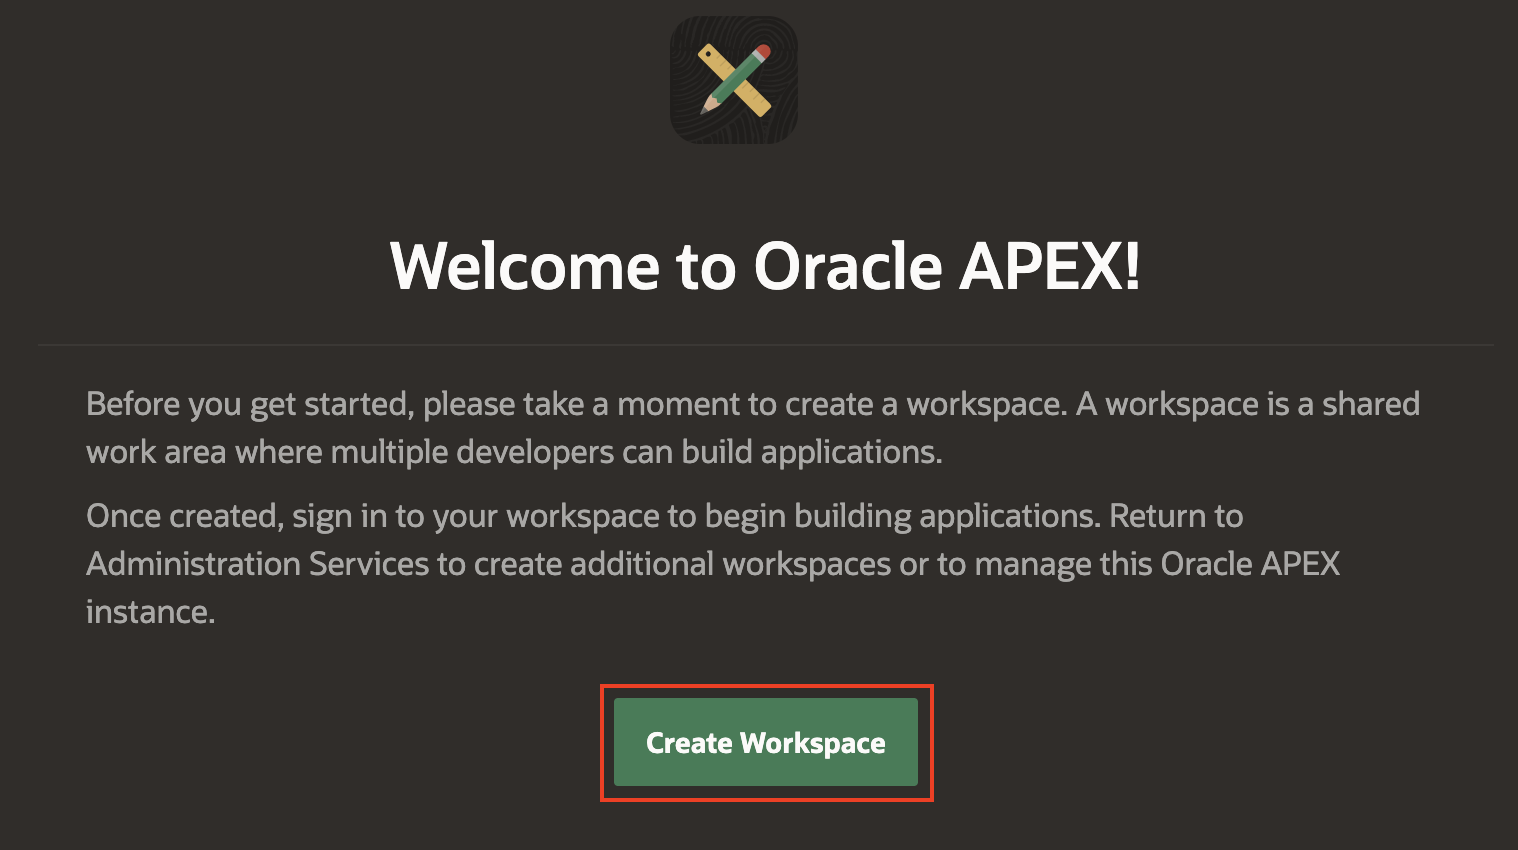 Welcome to Oracle APEX!
Before you get started, please take a moment to create a workspace. A workspace is a shared
work area where multiple developers can build applications.
Once created, sign in to your workspace to begin building applications. Return to
Administration Services to create additional workspaces or to manage this Oracle APEX
instance.
Create Workspace